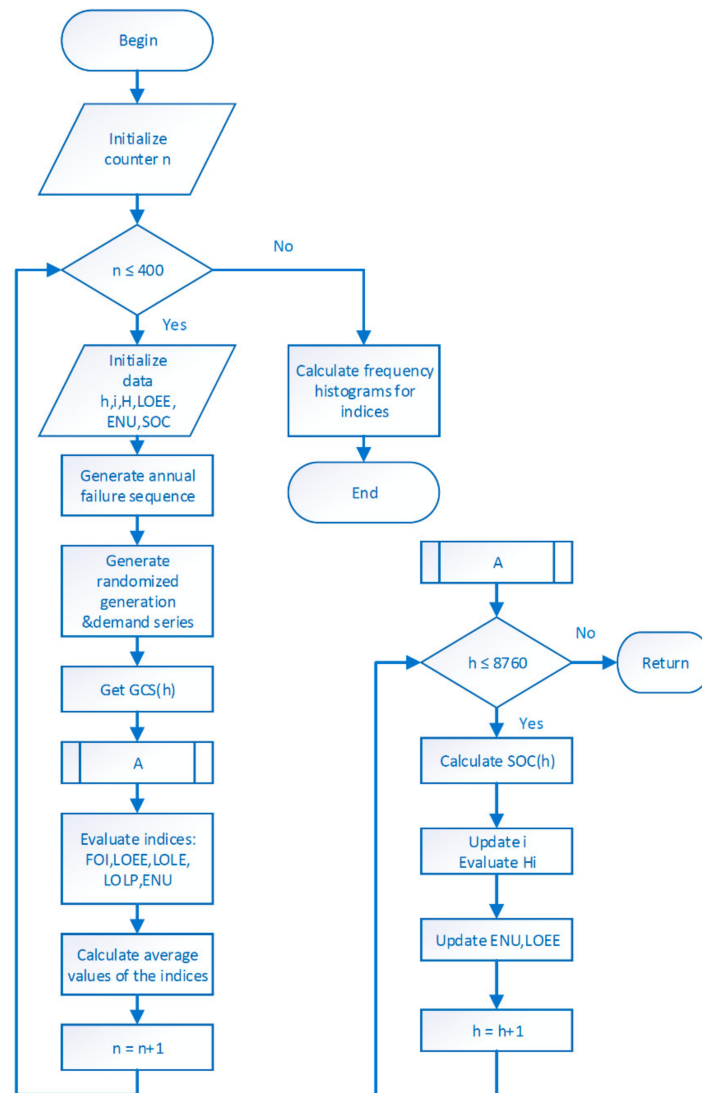 Begin
Initialize
counter n
n ≤ 400
No
Yes
Initialize
data
h,i,H,LOEE,
ENU,SOC
Calculate frequency
histograms for
indices
End
Generate annual
failure sequence
Generate
randomized
generation
&demand series
Get GCS(h)
A
Evaluate indices:
FOI,LOEE,LOLE,
LOLP,ENU
Calculate average
values of the indices
n = n+1
A
h ≤ 8760
No
Return
Yes
Calculate SOC(h)
Update i
Evaluate Hi
Update ENU,LOEE
h = h+1